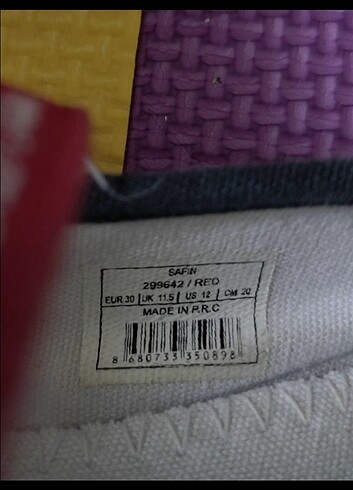 SAFIN
299642 / RED
EUR 30 UK 11.5 US 12 CM 20
MADE IN P.R.C
8 680733 350898